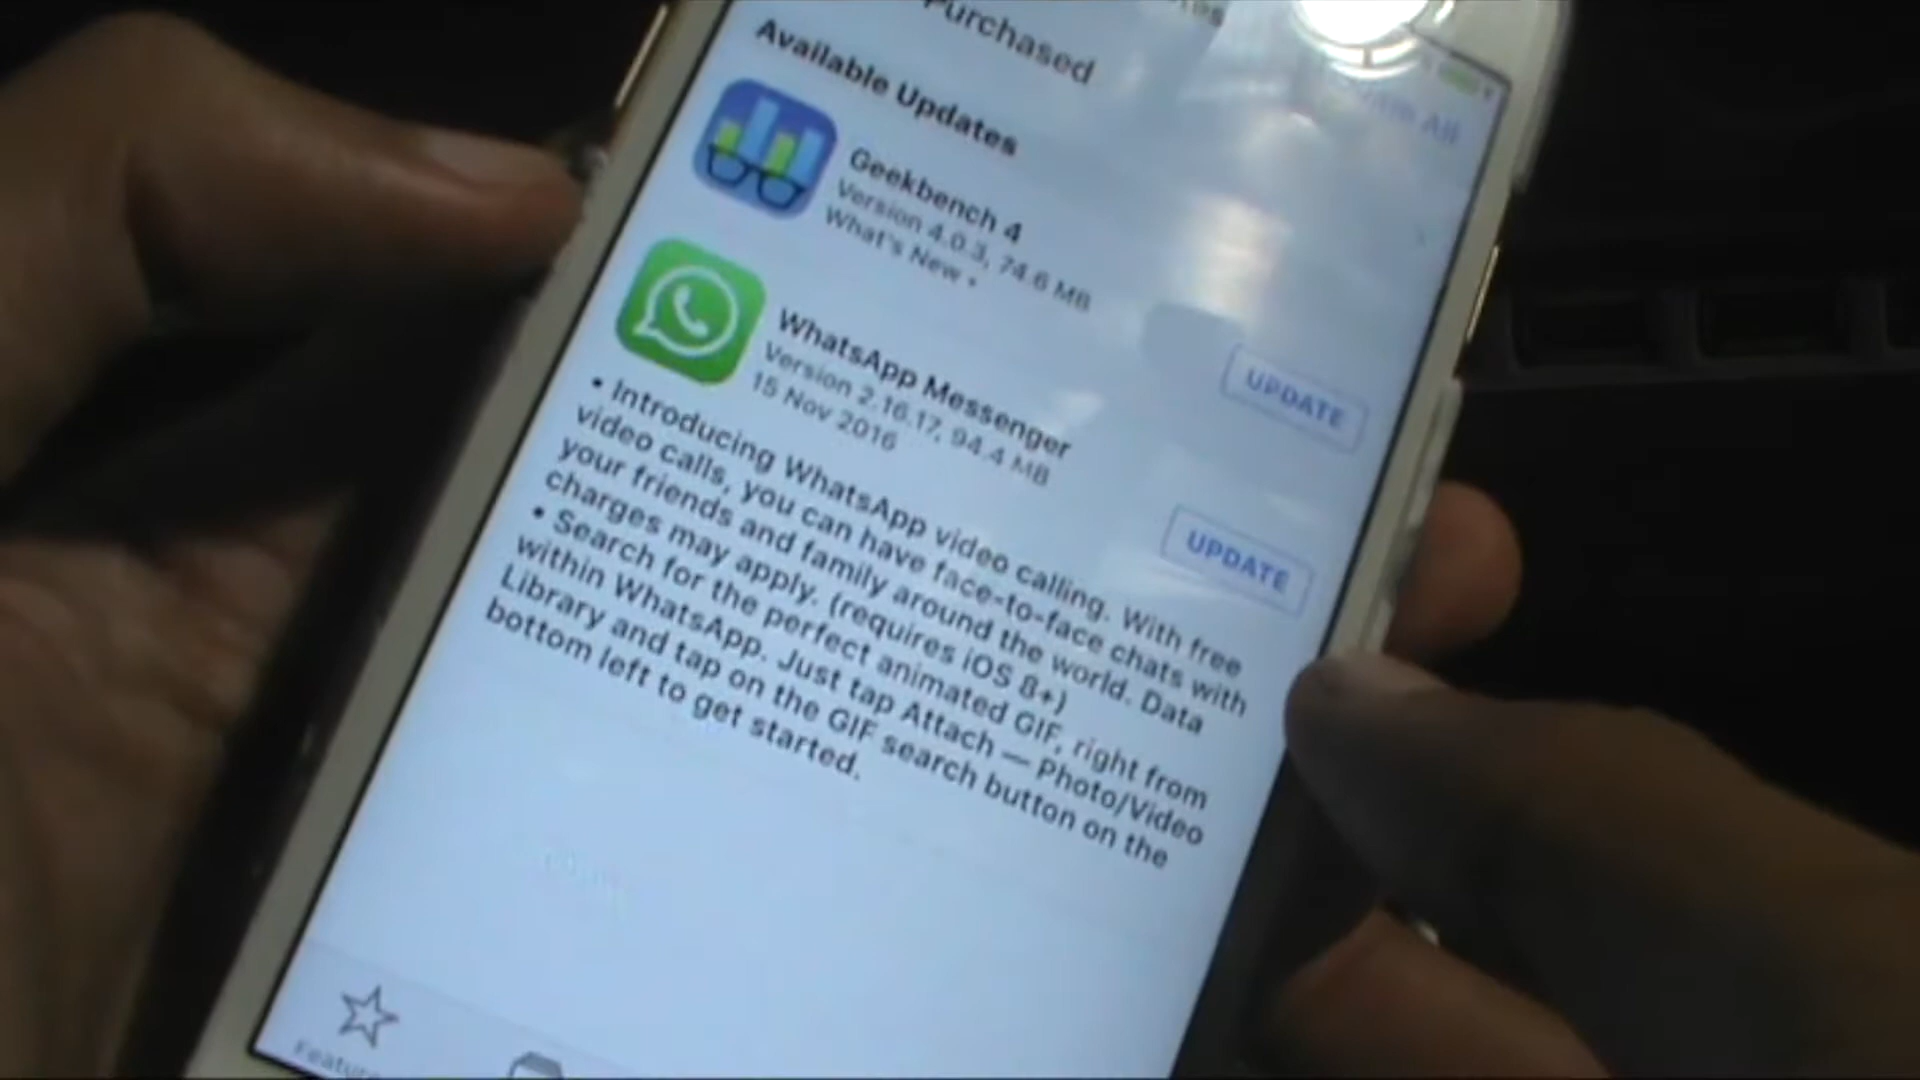 Purchased
All
Available Updates
Geekbench 4
Version 4.0.3, 74.6 MB
What's New
UPDATE
WhatsApp Messenger
Version 2.16.17, 94.4 MB
15 Nov 2016
UPDATE
• Introducing WhatsApp video calling. With free
video calls, you can have face-to-face chats with
your friends and family around the world. Data
charges may apply. (requires iOS 8+)
• Search for the perfect animated GIF, right from
within WhatsApp. Just tap Attach — Photo/Video
Library and tap on the GIF search button on the
bottom left to get started.